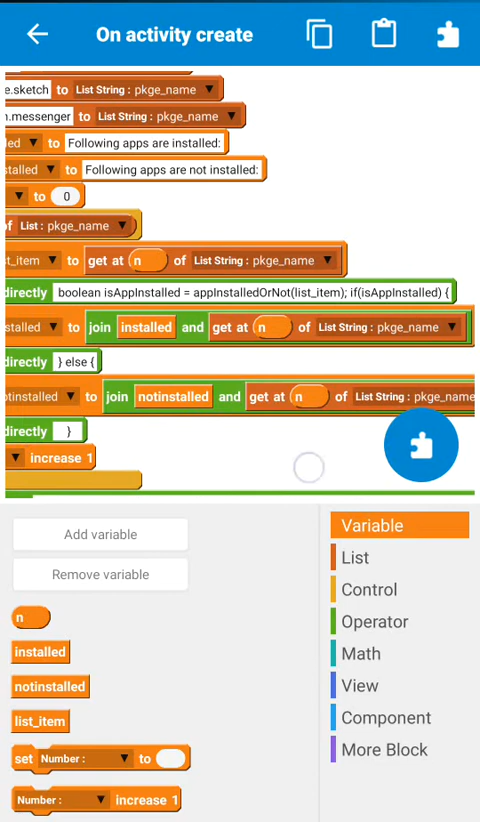 On activity create
e.sketch to List String : pkge_name
n.messenger to List String : pkge_name
led to Following apps are installed:
stalled to Following apps are not installed:
to 0
of List : pkge_name
st_item to get at n of List String : pkge_name
directly boolean isAppInstalled = appInstalledOrNot(list_item); if(isAppInstalled) {
stalled to join installed and get at n of List String : pkge_name
directly } else {
otinstalled to join notinstalled and get at n of List String : pkge_name
directly }
increase 1
Add variable
Remove variable
n
installed
notinstalled
list_item
set Number : to
Number : increase 1
Variable
List
Control
Operator
Math
View
Component
More Block